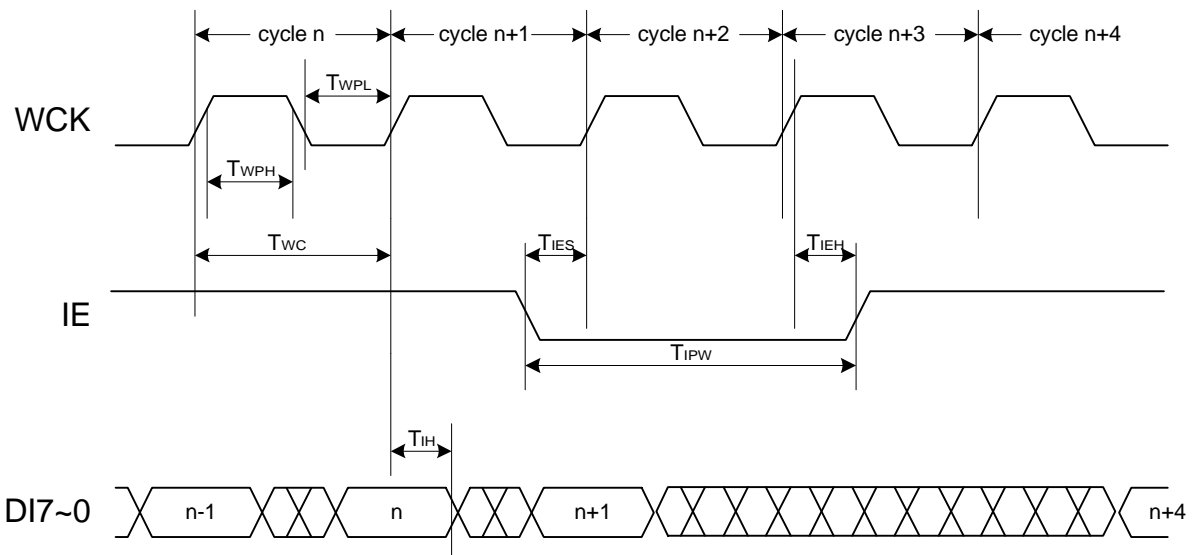 cycle n
cycle n+1
cycle n+2
cycle n+3
cycle n+4
TWPL
WCK
TWPH
TWC
TIES
TIEH
IE
TIPW
TIH
DI7~0
n-1
n
n+1
n+4